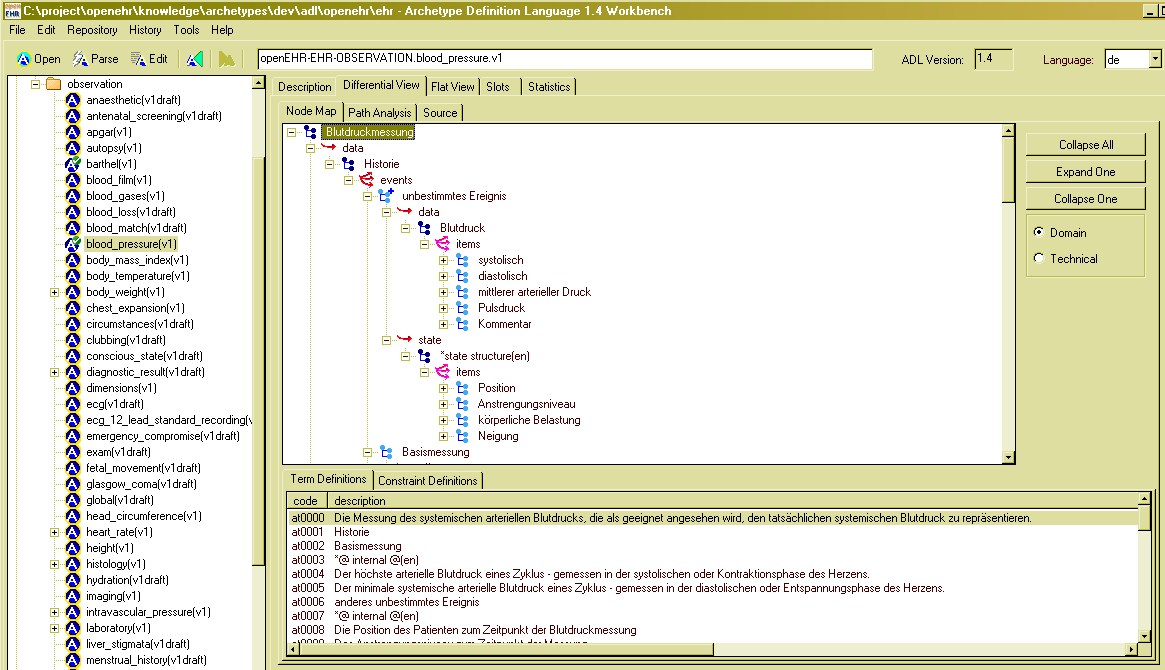 C:\project\openehr\knowledge\archetypes\dev\adl\openehr\ehr - Archetype Definition Language 1.4 Workbench
File Edit Repository History Tools Help
Open Parse Edit openEHR-EHR-OBSERVATION.blood_pressure.v1 ADL Version: 1.4 Language: de
observation
anaesthetic(v1draft)
antenatal_screening(v1draft)
apgar(v1)
autopsy(v1)
barthel(v1)
blood_film(v1)
blood_gases(v1)
blood_loss(v1draft)
blood_match(v1draft)
blood_pressure(v1)
body_mass_index(v1)
body_temperature(v1)
body_weight(v1)
chest_expansion(v1)
circumstances(v1draft)
clubbing(v1)
conscious_state(v1draft)
diagnostic_result(v1draft)
dimensions(v1)
ecg(v1draft)
ecg_12_lead_standard_recording(v
emergency_compromise(v1draft)
exam(v1draft)
fetal_movement(v1draft)
glasgow_coma(v1draft)
global(v1draft)
head_circumference(v1)
heart_rate(v1)
height(v1)
histology(v1)
hydration(v1draft)
imaging(v1)
intravascular_pressure(v1)
laboratory(v1)
liver_stigmata(v1draft)
menstrual_history(v1draft)
Description Differential View Flat View Slots Statistics
Node Map Path Analysis Source
Blutdruckmessung
data
Historie
events
unbestimmtes Ereignis
data
Blutdruck
items
systolisch
diastolisch
mittlerer arterieller Druck
Pulsdruck
Kommentar
state
*state structure(en)
items
Position
Anstrengungsniveau
körperliche Belastung
Neigung
Basismessung
Collapse All
Expand One
Collapse One
Domain
Technical
Term Definitions Constraint Definitions
code description
at0000 Die Messung des systemischen arteriellen Blutdrucks, die als geeignet angesehen wird, den tatsächlichen systemischen Blutdruck zu repräsentieren.
at0001 Historie
at0002 Basismessung
at0003 *@ internal @(en)
at0004 Der höchste arterielle Blutdruck eines Zyklus - gemessen in der systolischen oder Kontraktionsphase des Herzens.
at0005 Der minimale systemische arterielle Blutdruck eines Zyklus - gemessen in der diastolischen oder Entspannungsphase des Herzens.
at0006 anderes unbestimmtes Ereignis
at0007 *@ internal @(en)
at0008 Die Position des Patienten zum Zeitpunkt der Blutdruckmessung